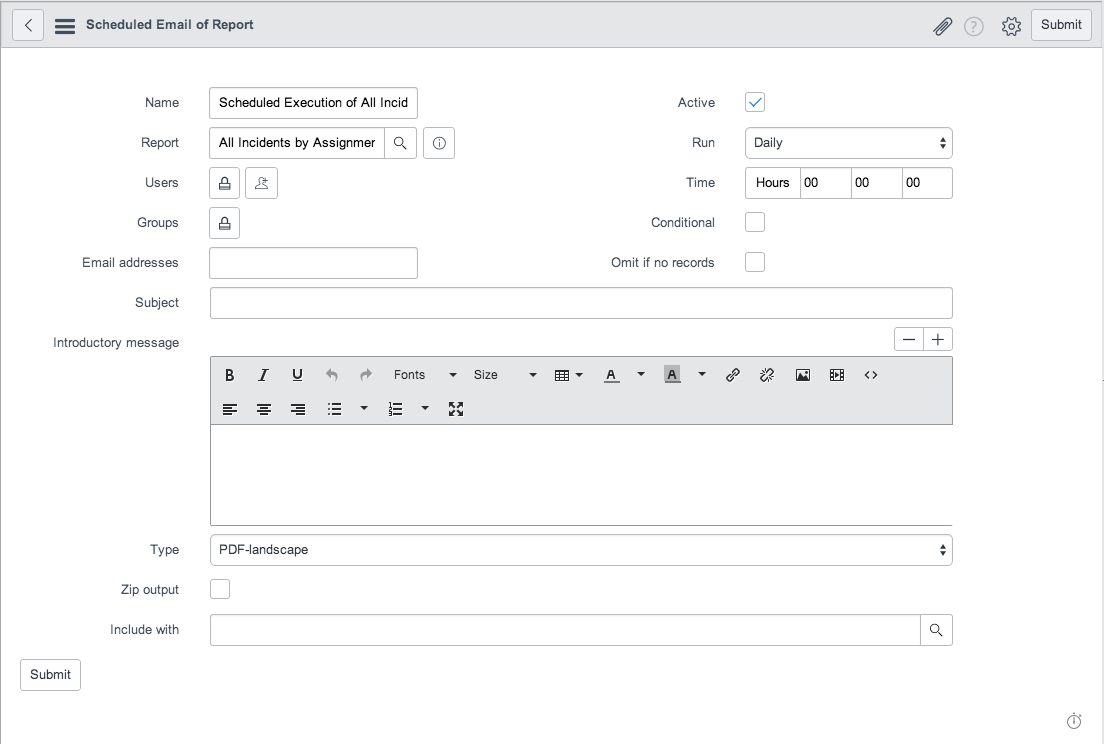 Scheduled Email of Report
Submit
Name Scheduled Execution of All Incid Active
Report All Incidents by Assignmer Run Daily
Users Time Hours 00 00 00
Groups Conditional
Email addresses Omit if no records
Subject
Introductory message
B I U Fonts Size A A
Type PDF-landscape
Zip output
Include with
Submit